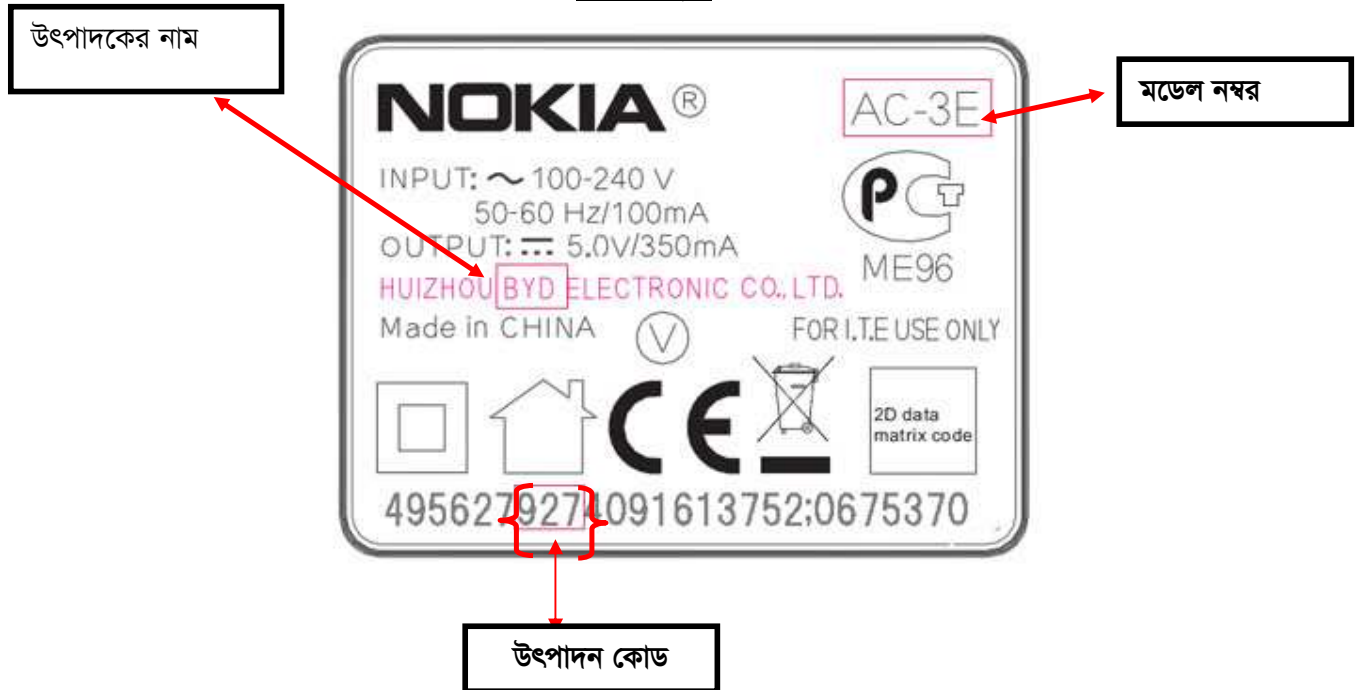 উৎপাদকের নাম
মডেল নম্বর
NOKIA ®
AC-3E
INPUT: ~ 100-240 V
50-60 Hz/100mA
OUTPUT: ⎓ 5.0V/350mA
ME96
HUIZHOU BYD ELECTRONIC CO., LTD.
Made in CHINA
V
FOR I.T.E USE ONLY
CE
2D data
matrix code
4956279274091613752;0675370
উৎপাদন কোড